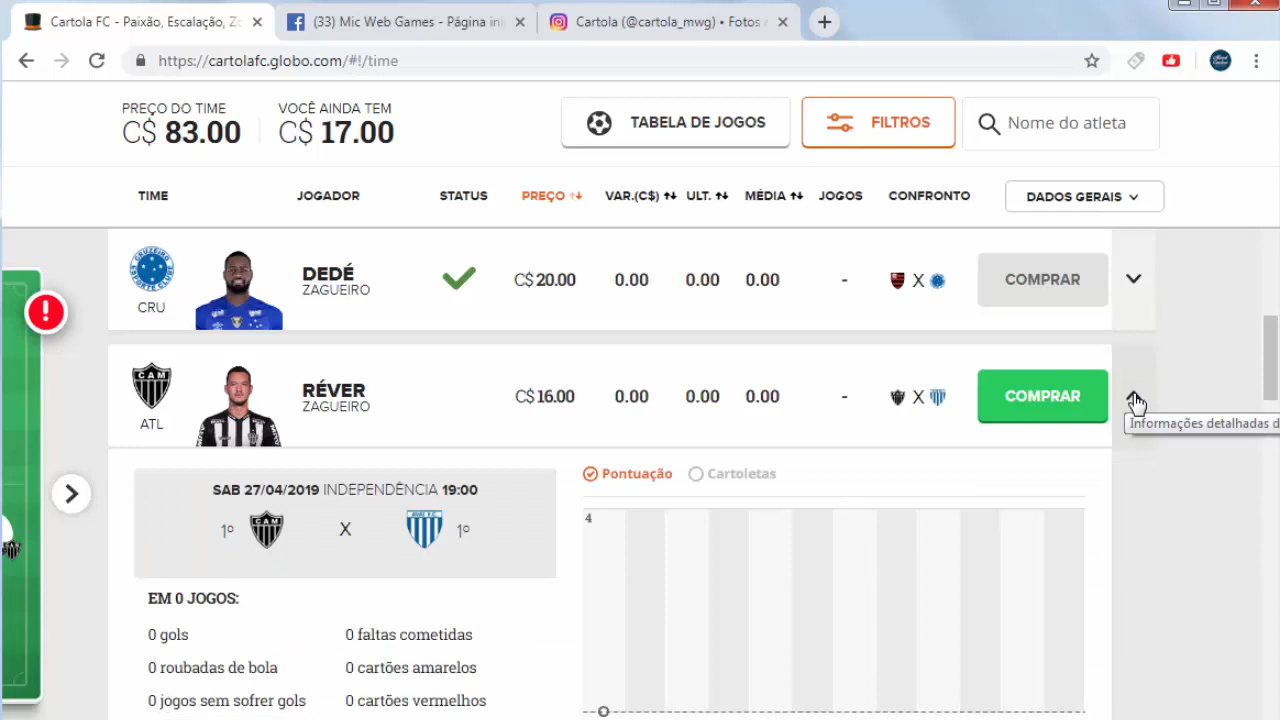 Cartola FC - Paixão, Escalação, Zo
(33) Mic Web Games - Página ini
Cartola (@cartola_mwg) • Fotos e
https://cartolafc.globo.com/#!/time
PREÇO DO TIME
C$ 83.00
VOCÊ AINDA TEM
C$ 17.00
TABELA DE JOGOS
FILTROS
Nome do atleta
TIME JOGADOR STATUS PREÇO VAR.(C$) ULT. MÉDIA JOGOS CONFRONTO DADOS GERAIS
CRU
DEDÉ
ZAGUEIRO
C$ 20.00 0.00 0.00 0.00 - X COMPRAR
CAM
ATL
RÉVER
ZAGUEIRO
C$ 16.00 0.00 0.00 0.00 - X COMPRAR
Informações detalhadas d
SAB 27/04/2019 INDEPENDÊNCIA 19:00
1º CAM X 1º
EM 0 JOGOS:
0 gols
0 faltas cometidas
0 roubadas de bola
0 cartões amarelos
0 jogos sem sofrer gols
0 cartões vermelhos
Pontuação
Cartoletas
4